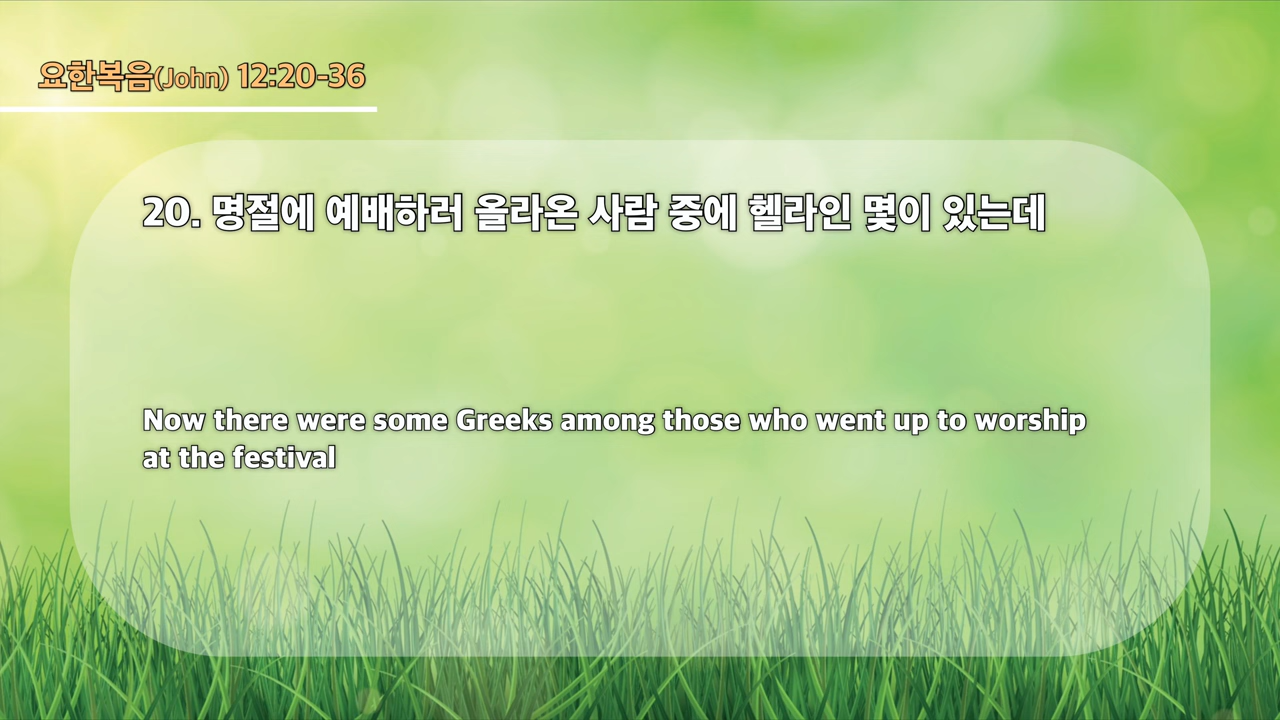 요한복음(John) 12:20-36
20. 명절에 예배하러 올라온 사람 중에 헬라인 몇이 있는데
Now there were some Greeks among those who went up to worship
at the festival